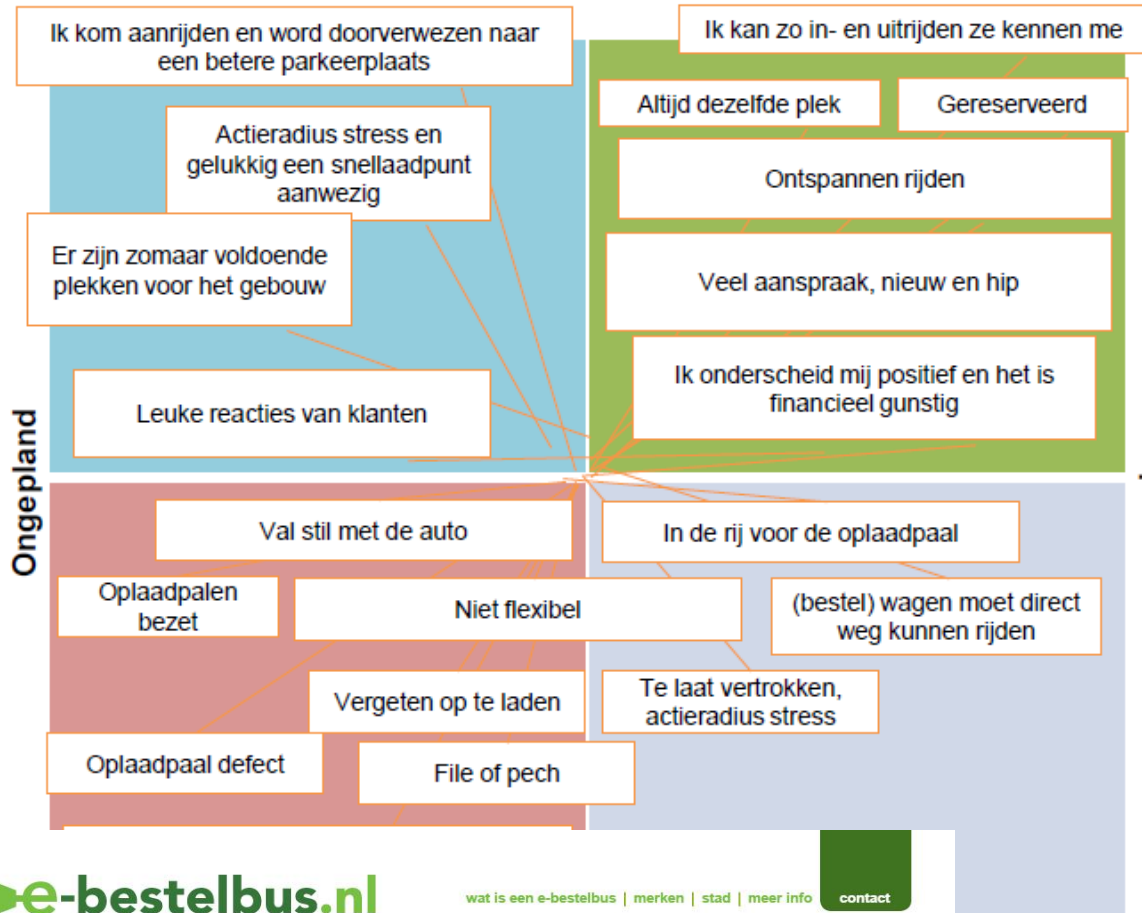 Ik kom aanrijden en word doorverwezen naar
een betere parkeerplaats
Ik kan zo in- en uitrijden ze kennen me
Altijd dezelfde plek
Gereserveerd
Actieradius stress en
gelukkig een snellaadpunt
aanwezig
Ontspannen rijden
Er zijn zomaar voldoende
plekken voor het gebouw
Veel aanspraak, nieuw en hip
Leuke reacties van klanten
Ik onderscheid mij positief en het is
financieel gunstig
Ongepland
Val stil met de auto
In de rij voor de oplaadpaal
Oplaadpalen
bezet
Niet flexibel
(bestel) wagen moet direct
weg kunnen rijden
Vergeten op te laden
Te laat vertrokken,
actieradius stress
Oplaadpaal defect
File of pech
e-bestelbus.nl
wat is een e-bestelbus | merken | stad | meer info
contact